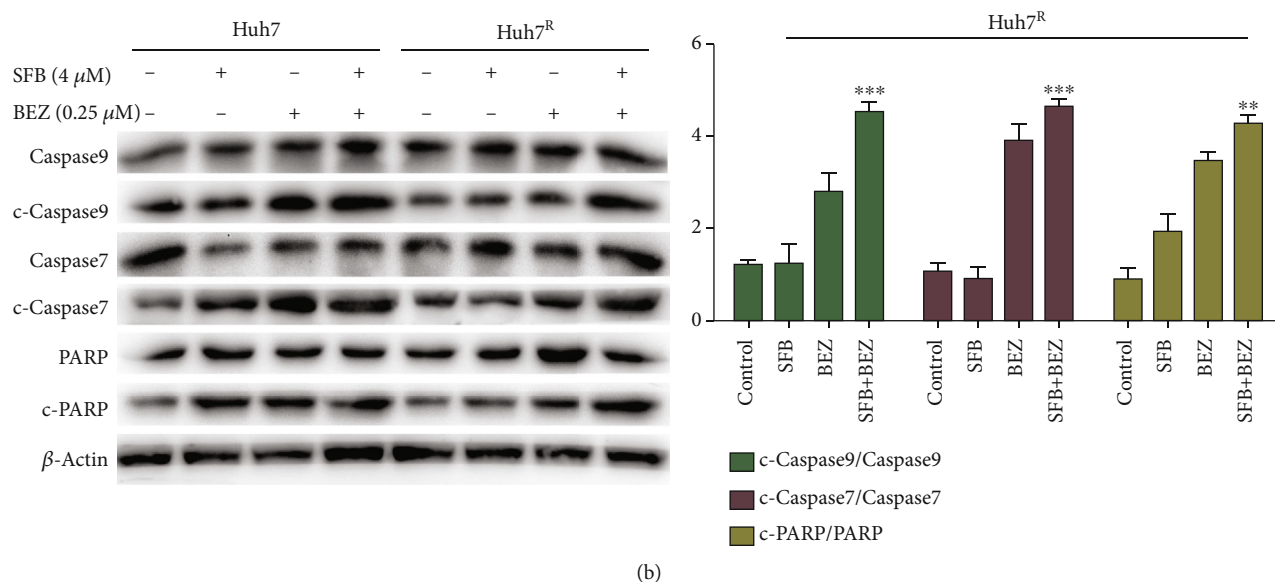 Huh7 Huh7ᴿ
SFB (4 μM) – + – + – + – +
BEZ (0.25 μM) – – + + – – + +
Caspase9
c-Caspase9
Caspase7
c-Caspase7
PARP
c-PARP
β-Actin
Huh7ᴿ
6
4
2
0
*** *** **
Control SFB BEZ SFB+BEZ Control SFB BEZ SFB+BEZ Control SFB BEZ SFB+BEZ
c-Caspase9/Caspase9
c-Caspase7/Caspase7
c-PARP/PARP
(b)